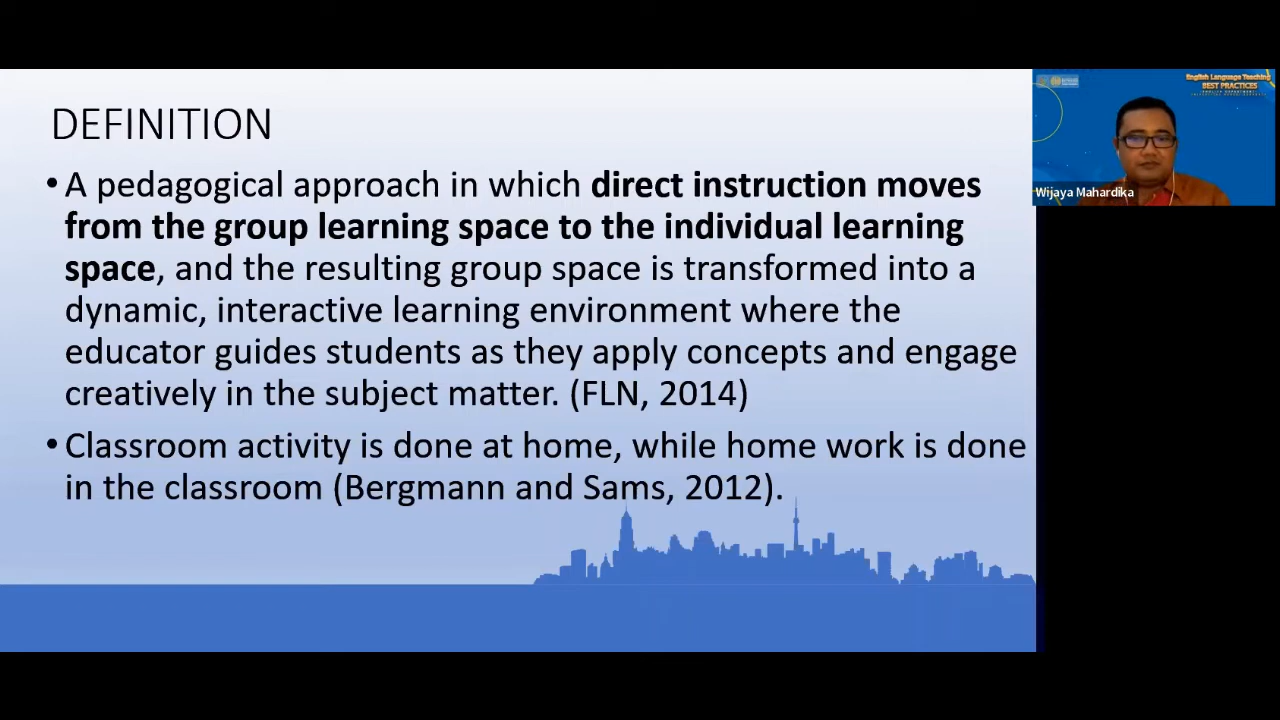 DEFINITION
• A pedagogical approach in which direct instruction moves
from the group learning space to the individual learning
space, and the resulting group space is transformed into a
dynamic, interactive learning environment where the
educator guides students as they apply concepts and engage
creatively in the subject matter. (FLN, 2014)
• Classroom activity is done at home, while home work is done
in the classroom (Bergmann and Sams, 2012).
English Language Teaching
BEST PRACTICES
Wijaya Mahardika